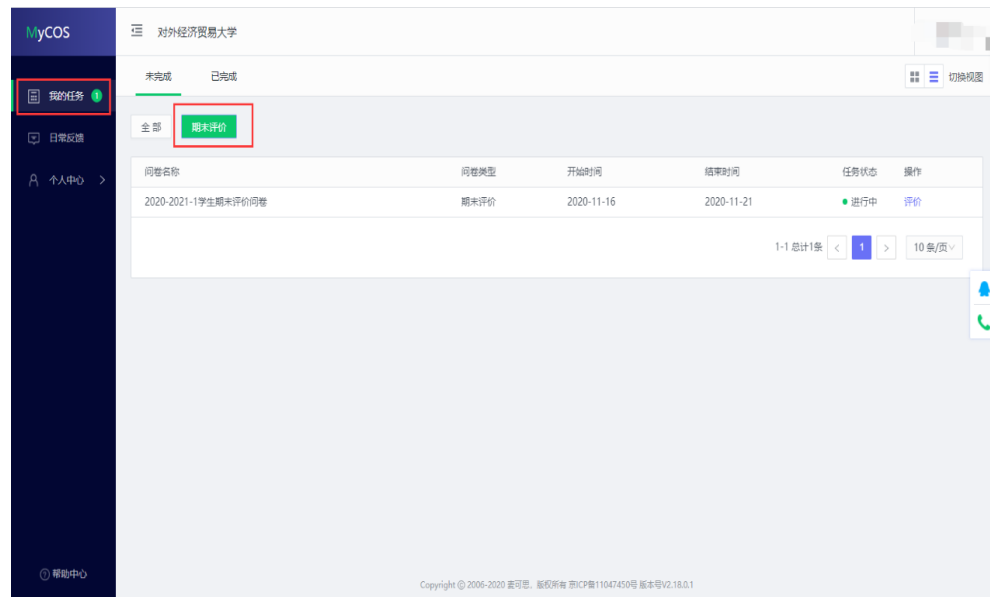 MyCOS
对外经济贸易大学
未完成 已完成
切换视图
我的任务 1
日常反馈
个人中心
全部 期末评价
问卷名称 问卷类型 开始时间 结束时间 任务状态 操作
2020-2021-1学生期末评价问卷 期末评价 2020-11-16 2020-11-21 进行中 评价
1-1 总计1条 < 1 > 10 条/页
帮助中心
Copyright © 2006-2020 麦可思。版权所有 京ICP备11047450号 版本号V2.18.0.1